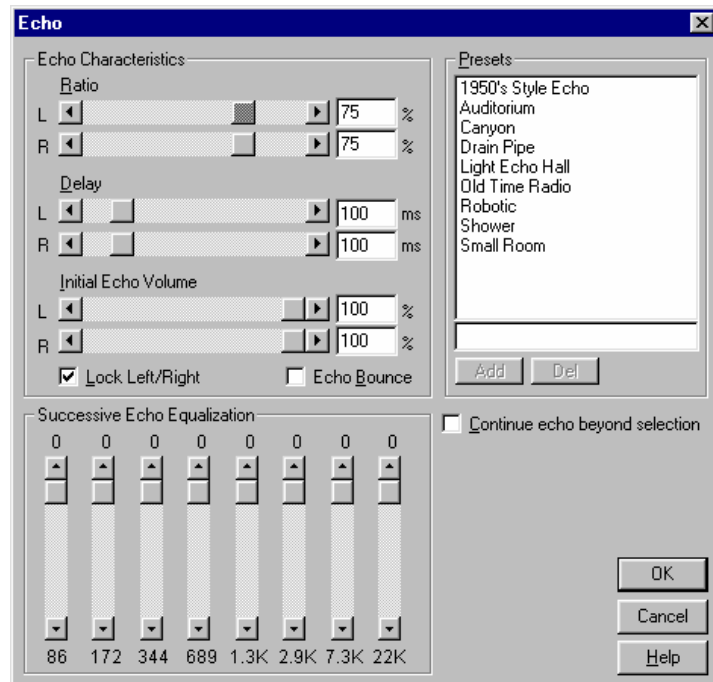 Echo
Echo Characteristics
Ratio
L 75 %
R 75 %
Delay
L 100 ms
R 100 ms
Initial Echo Volume
L 100 %
R 100 %
Lock Left/Right Echo Bounce
Presets
1950's Style Echo
Auditorium
Canyon
Drain Pipe
Light Echo Hall
Old Time Radio
Robotic
Shower
Small Room
Add Del
Successive Echo Equalization
0 0 0 0 0 0 0 0
86 172 344 689 1.3K 2.9K 7.3K 22K
Continue echo beyond selection
OK
Cancel
Help